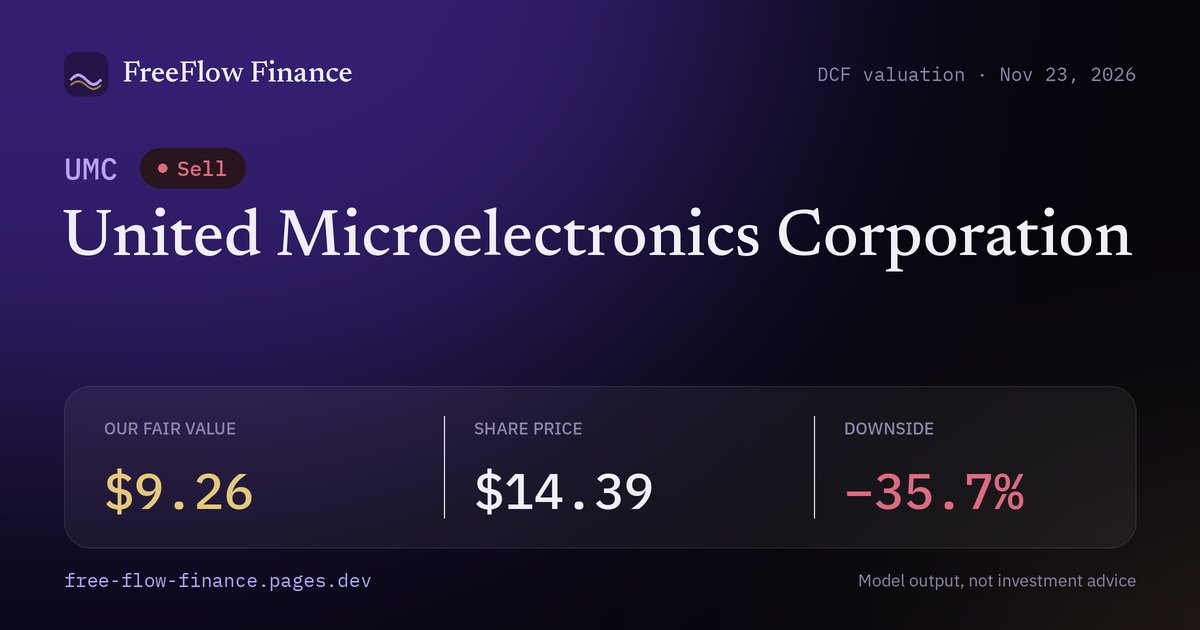 FreeFlow Finance
DCF valuation · Nov 23, 2026
UMC
Sell
United Microelectronics Corporation
OUR FAIR VALUE
$9.26
SHARE PRICE
$14.39
DOWNSIDE
−35.7%
free-flow-finance.pages.dev
Model output, not investment advice